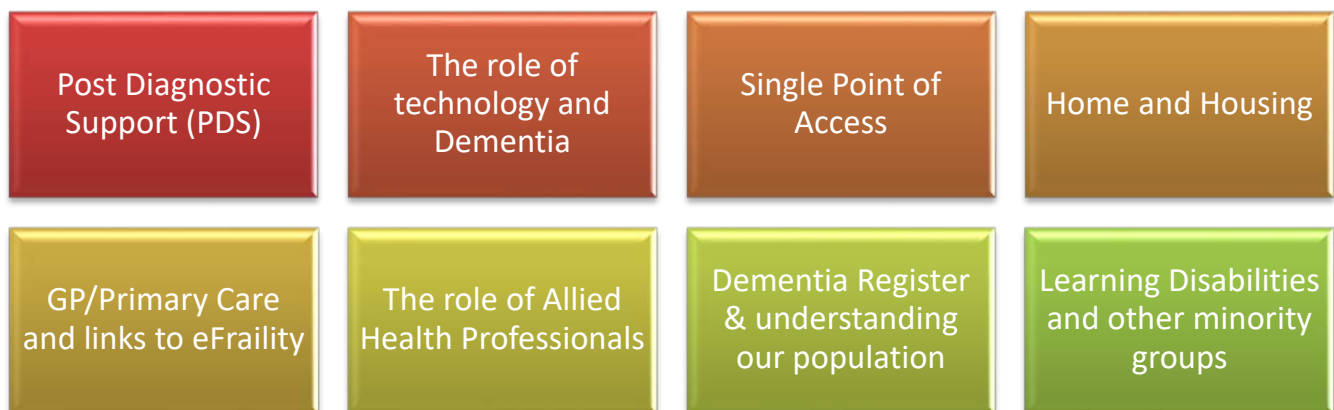 Post Diagnostic
Support (PDS)
The role of
technology and
Dementia
Single Point of
Access
Home and Housing
GP/Primary Care
and links to eFraility
The role of Allied
Health Professionals
Dementia Register
& understanding
our population
Learning Disabilities
and other minority
groups